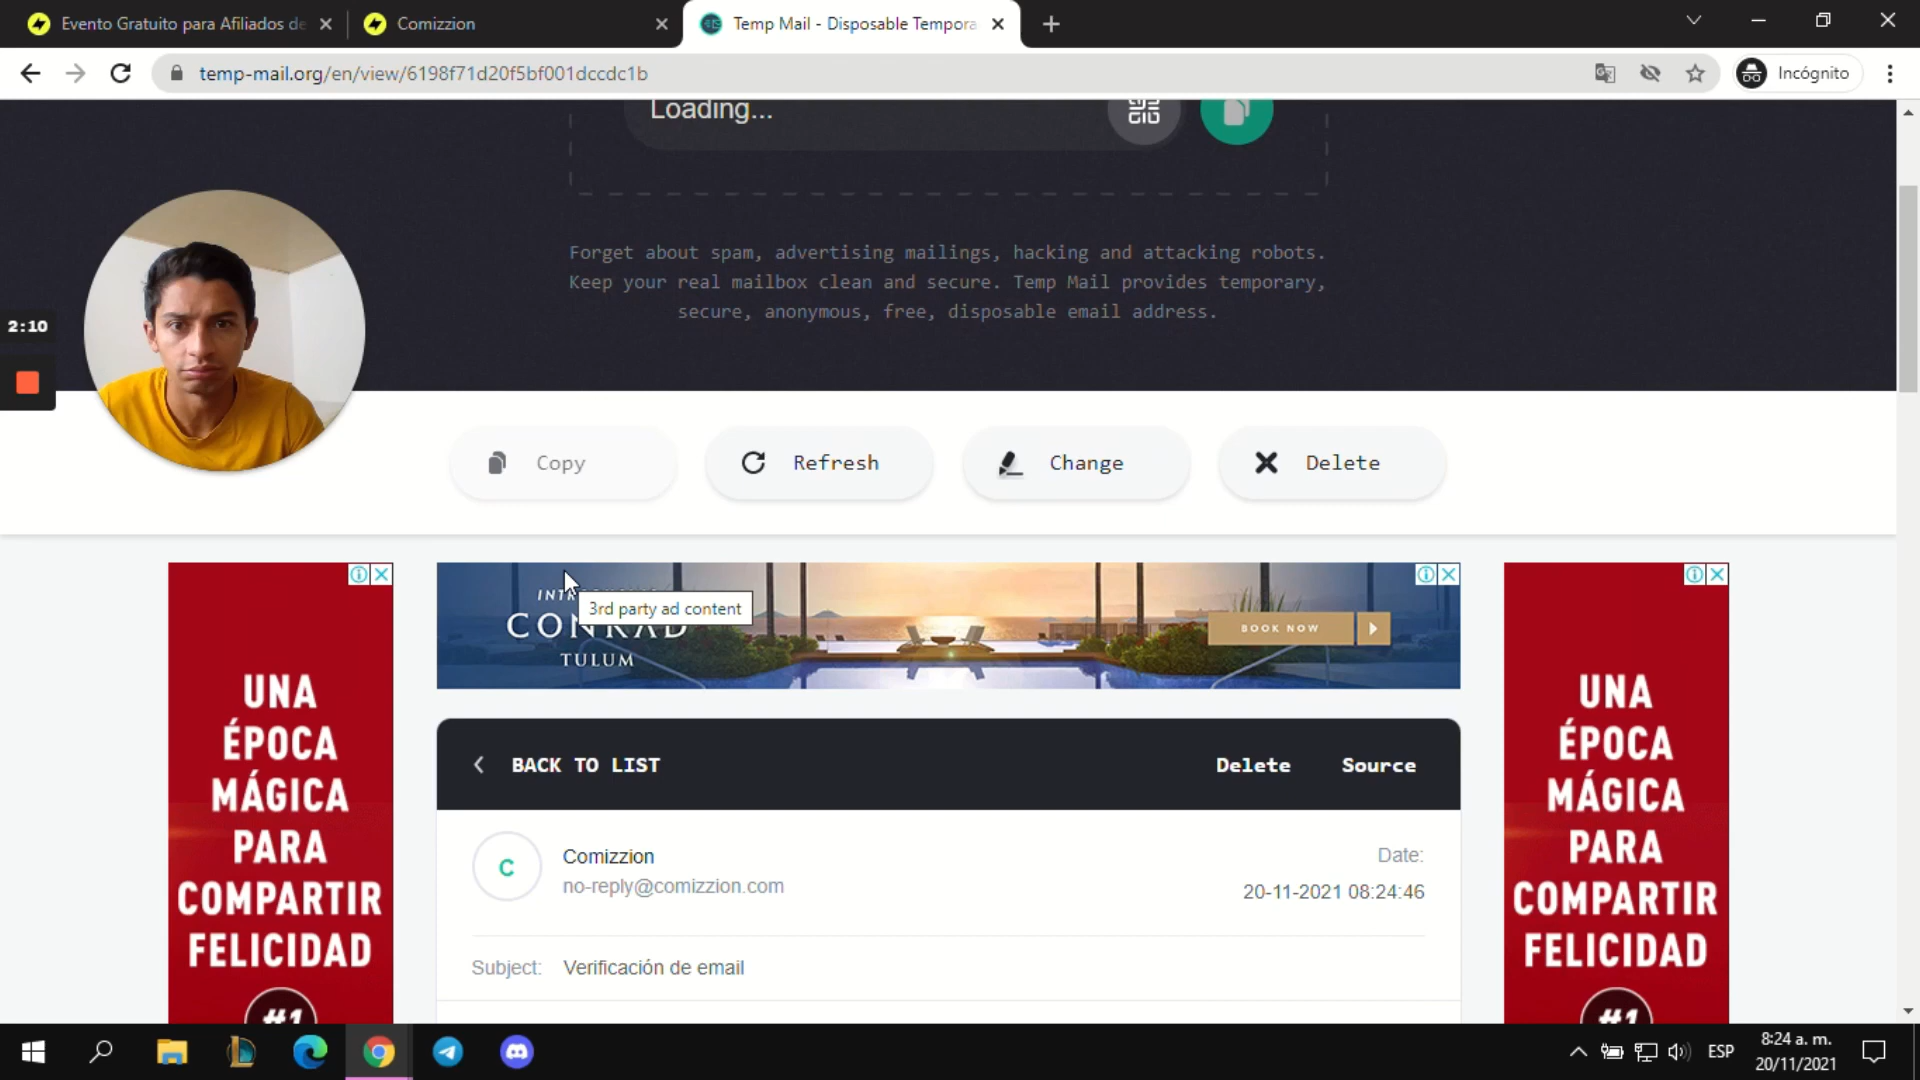 Evento Gratuito para Afiliados de
Comizzion
Temp Mail - Disposable Tempora
temp-mail.org/en/view/6198f71d20f5bf001dccdc1b
Incógnito
Loading...
Forget about spam, advertising mailings, hacking and attacking robots.
Keep your real mailbox clean and secure. Temp Mail provides temporary,
secure, anonymous, free, disposable email address.
2:10
Copy
Refresh
Change
Delete
3rd party ad content
CONRAD
TULUM
BOOK NOW
UNA
ÉPOCA
MÁGICA
PARA
COMPARTIR
FELICIDAD
#1
BACK TO LIST
Delete
Source
C
Comizzion
no-reply@comizzion.com
Date:
20-11-2021 08:24:46
Subject:
Verificación de email
UNA
ÉPOCA
MÁGICA
PARA
COMPARTIR
FELICIDAD
#1
ESP
8:24 a. m.
20/11/2021